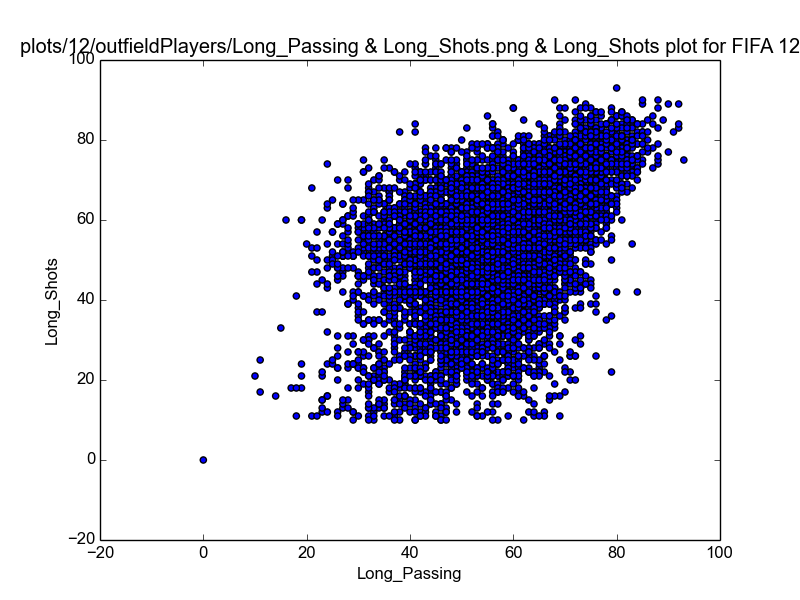 plots/12/outfieldPlayers/Long_Passing & Long_Shots.png & Long_Shots plot for FIFA 12
100
80
60
40
20
0
−20
Long_Shots
−20 0 20 40 60 80 100
Long_Passing